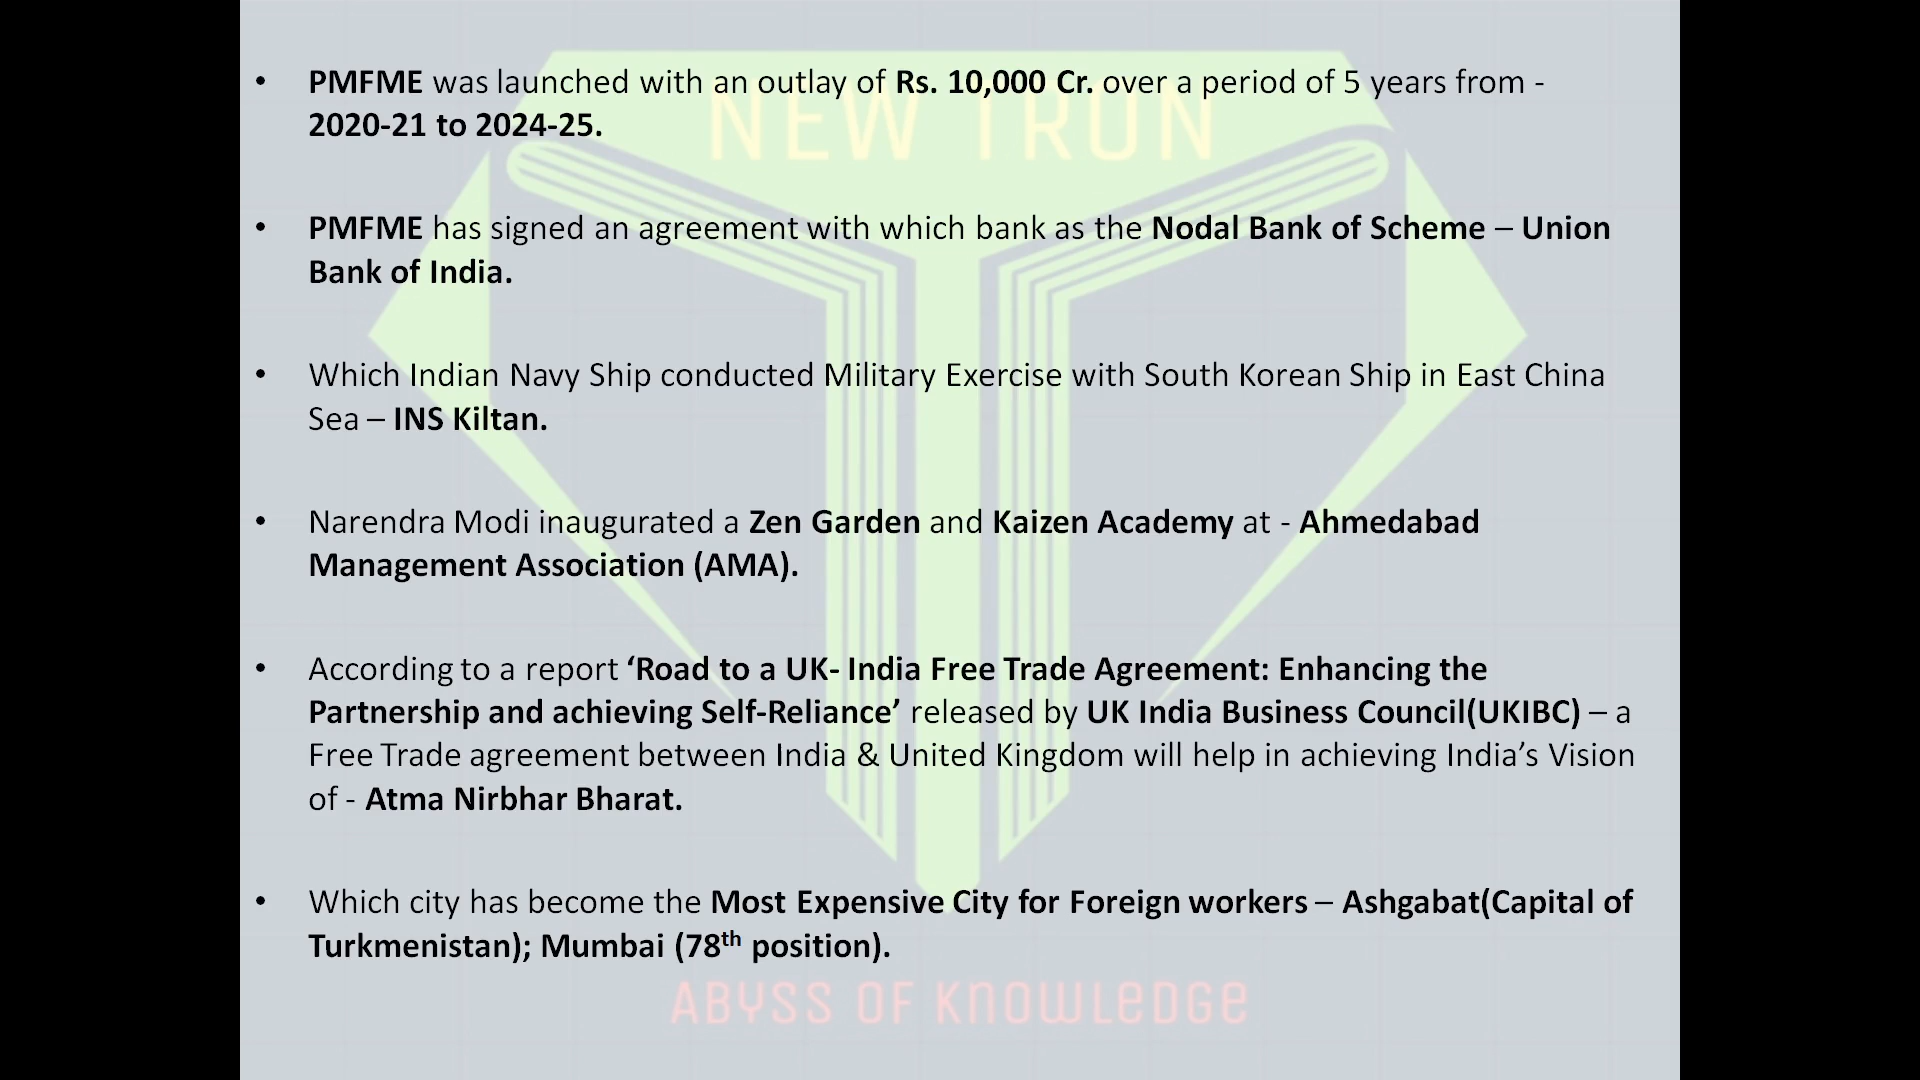 NEW TRON
• PMFME was launched with an outlay of Rs. 10,000 Cr. over a period of 5 years from -
2020-21 to 2024-25.
• PMFME has signed an agreement with which bank as the Nodal Bank of Scheme – Union
Bank of India.
• Which Indian Navy Ship conducted Military Exercise with South Korean Ship in East China
Sea – INS Kiltan.
• Narendra Modi inaugurated a Zen Garden and Kaizen Academy at - Ahmedabad
Management Association (AMA).
• According to a report ‘Road to a UK- India Free Trade Agreement: Enhancing the
Partnership and achieving Self-Reliance’ released by UK India Business Council(UKIBC) – a
Free Trade agreement between India & United Kingdom will help in achieving India’s Vision
of - Atma Nirbhar Bharat.
• Which city has become the Most Expensive City for Foreign workers – Ashgabat(Capital of
Turkmenistan); Mumbai (78th position).
ABYSS OF KNOWLEDGE